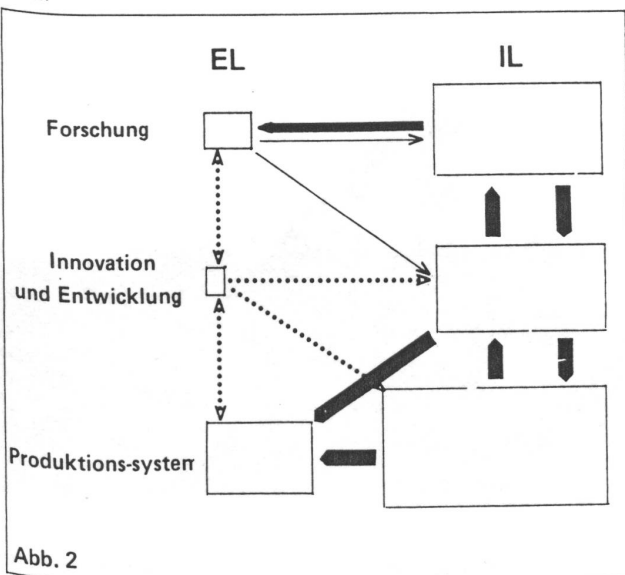 EL IL
Forschung
Innovation
und Entwicklung
Produktions-system
Abb. 2